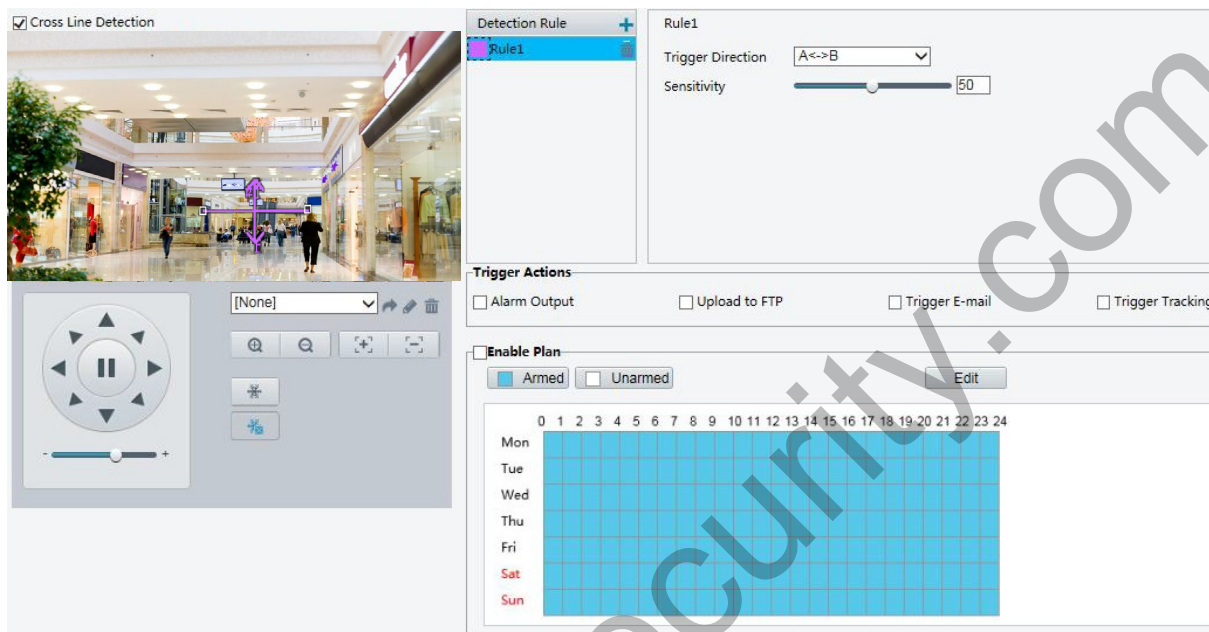 Cross Line Detection
Detection Rule
Rule1
Rule1
Trigger Direction A<->B
Sensitivity 50
Trigger Actions
Alarm Output Upload to FTP Trigger E-mail Trigger Tracking
[None]
Enable Plan
Armed Unarmed Edit
- +
0 1 2 3 4 5 6 7 8 9 10 11 12 13 14 15 16 17 18 19 20 21 22 23 24
Mon
Tue
Wed
Thu
Fri
Sat
Sun
ecurity.com